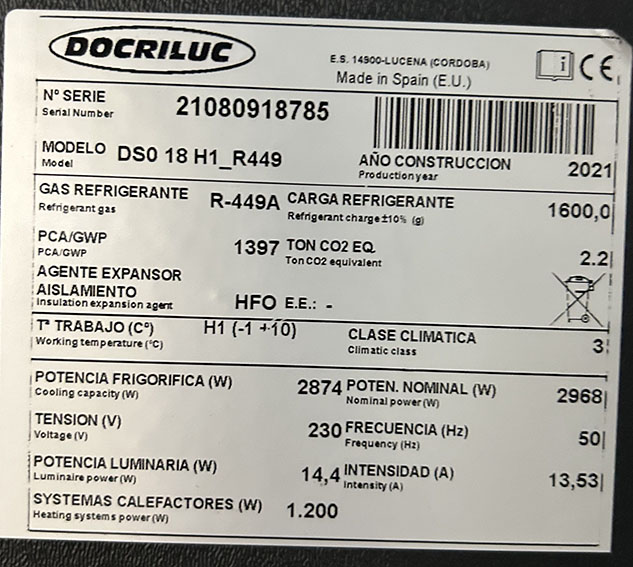 DOCRILUC
E.S. 14900-LUCENA (CORDOBA)
Made in Spain (E.U.)
i CE
Nº SERIE 21080918785
Serial Number
MODELO DS0 18 H1_R449
Model
AÑO CONSTRUCCION 2021
Production year
GAS REFRIGERANTE R-449A CARGA REFRIGERANTE 1600,0
Refrigerant gas Refrigerant charge ±10% (g)
PCA/GWP 1397 TON CO2 EQ. 2.2
PCA/GWP Ton CO2 equivalent
AGENTE EXPANSOR
AISLAMIENTO HFO E.E.: -
Insulation expansion agent
Tª TRABAJO (Cº) H1 (-1 +10) CLASE CLIMATICA 3
Working temperature (ºC) Climatic class
POTENCIA FRIGORIFICA (W) 2874 POTEN. NOMINAL (W) 2968
Cooling capacity (W) Nominal power (W)
TENSION (V) 230 FRECUENCIA (Hz) 50
Voltage (V) Frequency (Hz)
POTENCIA LUMINARIA (W) 14,4 INTENSIDAD (A) 13,53
Luminaire power (W) Intensity (A)
SYSTEMAS CALEFACTORES (W) 1.200
Heating systems power (W)